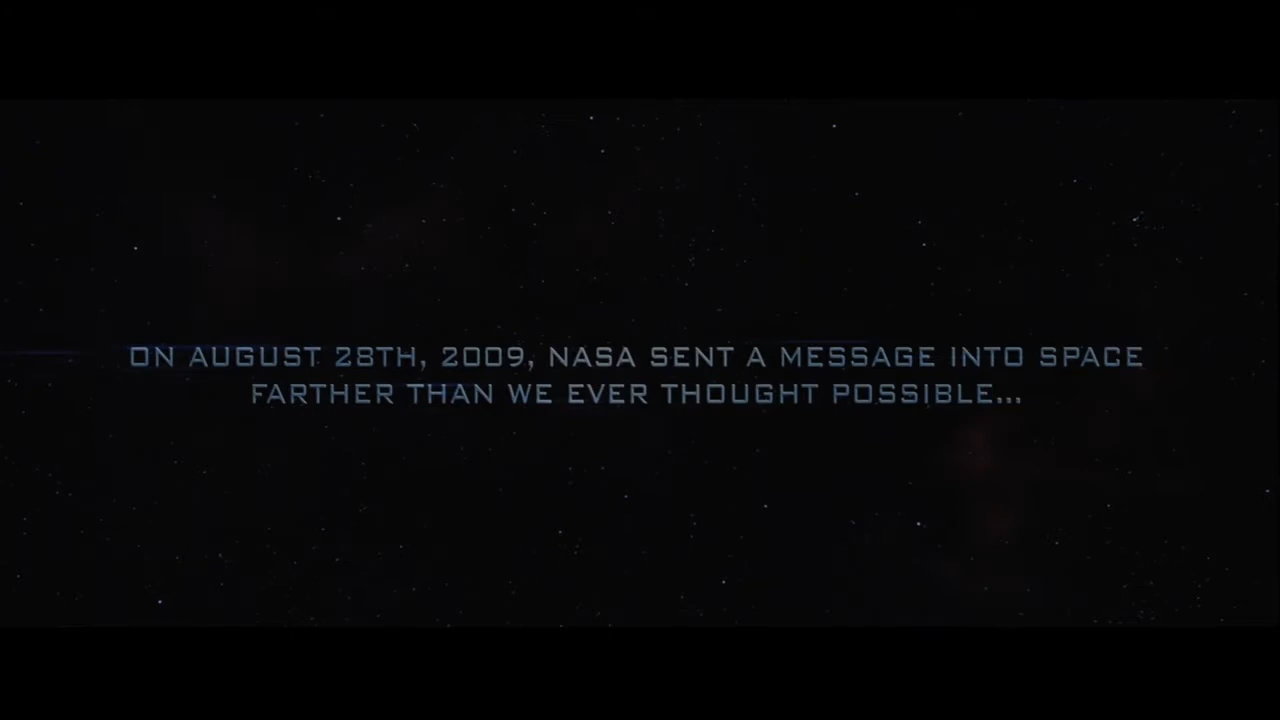 ON AUGUST 28TH, 2009, NASA SENT A MESSAGE INTO SPACE
FARTHER THAN WE EVER THOUGHT POSSIBLE...